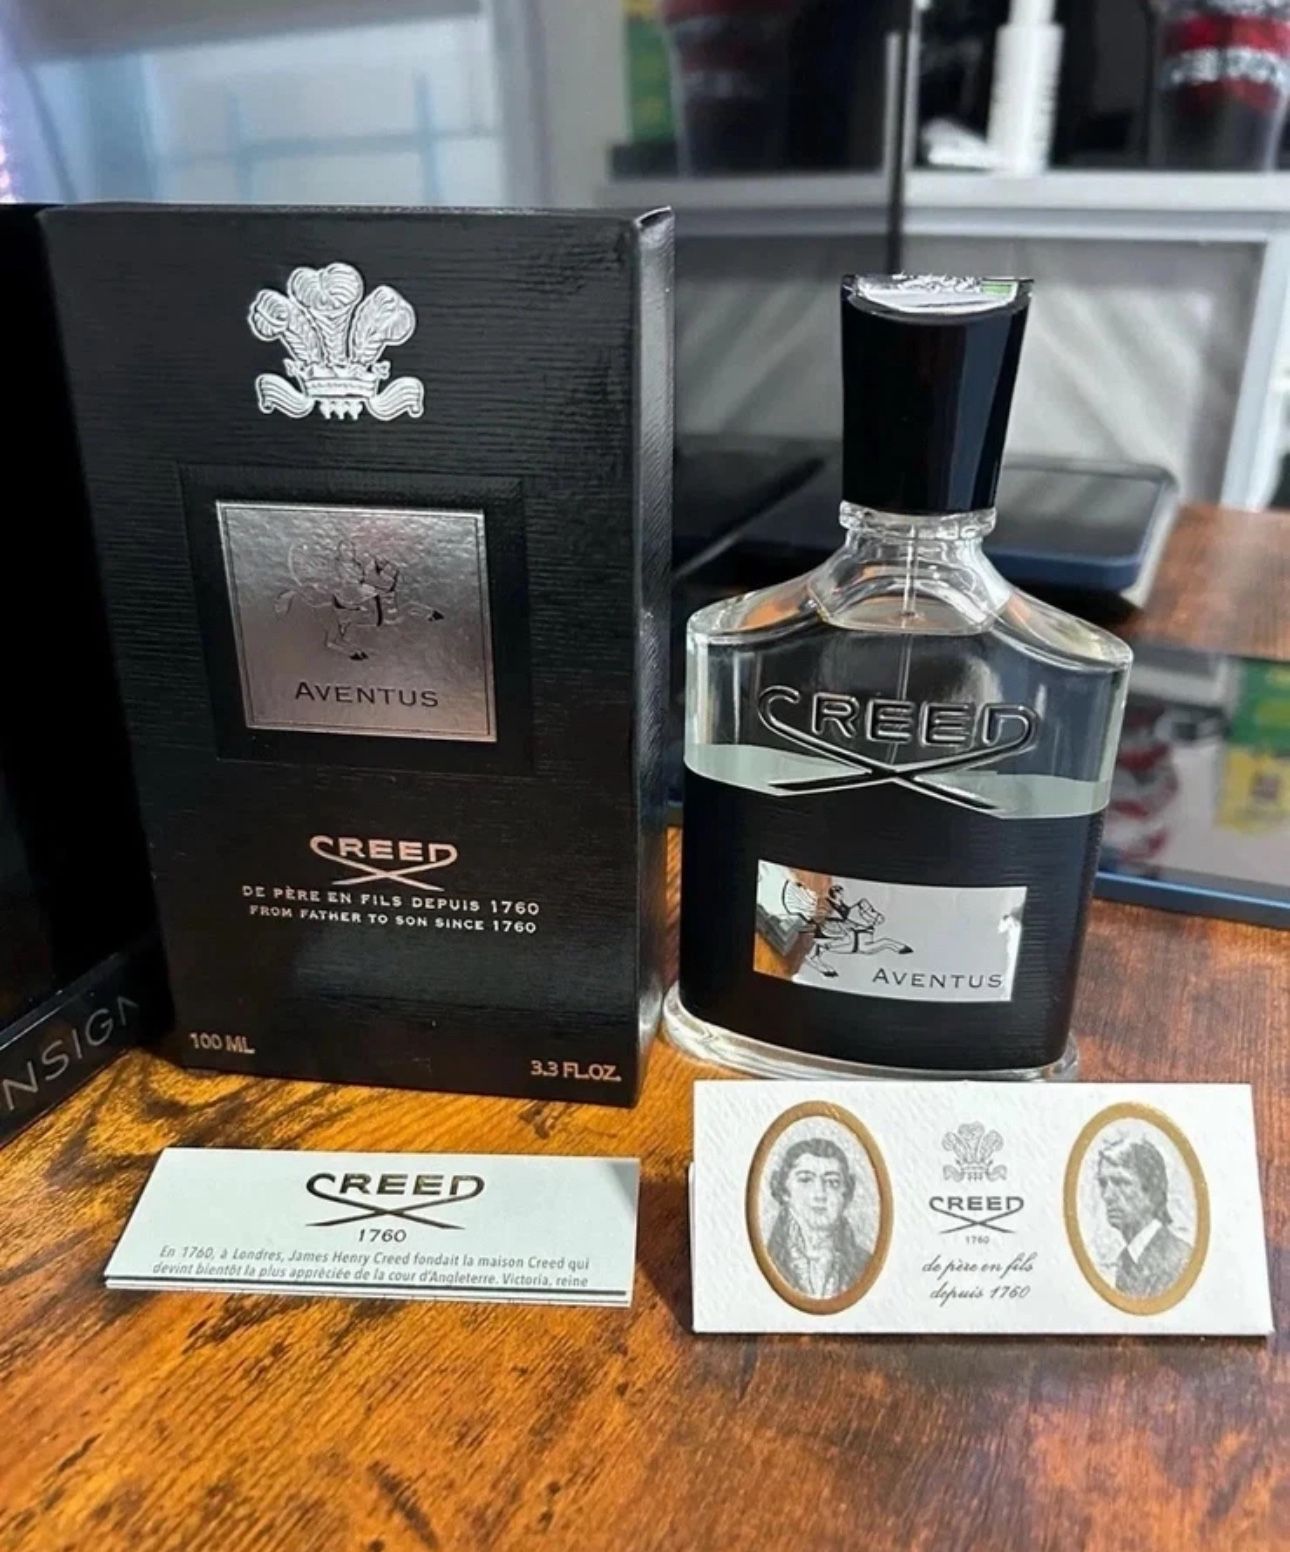 AVENTUS
CREED
DE PÈRE EN FILS DEPUIS 1760
FROM FATHER TO SON SINCE 1760
100 ML
3.3 FL.OZ.
CREED
AVENTUS
CREED
1760
En 1760, à Londres, James Henry Creed fondait la maison Creed qui
devint bientôt la plus appréciée de la cour d'Angleterre. Victoria, reine
CREED
1760
de père en fils
depuis 1760